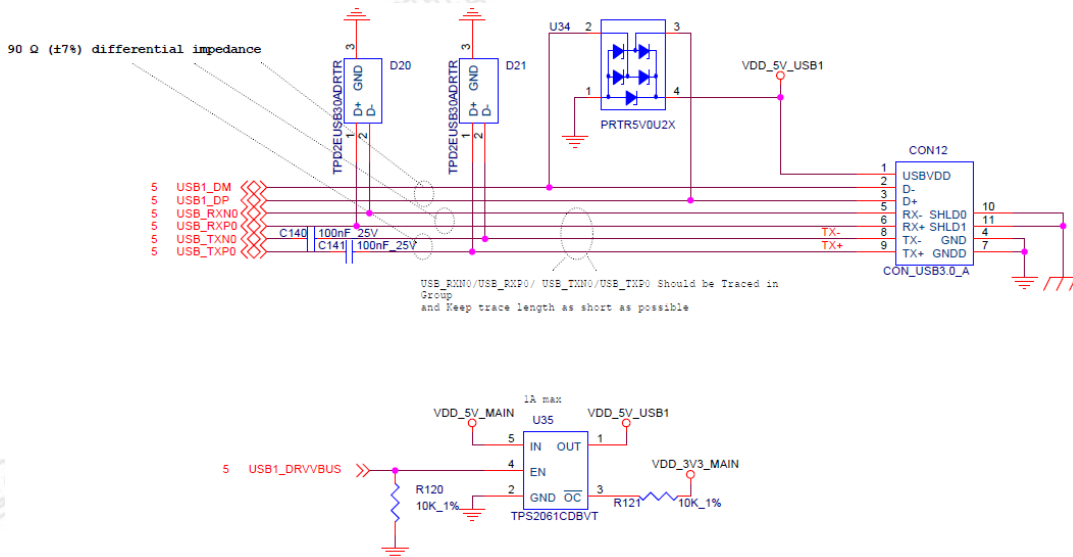 90 Ω (±7%) differential impedance
3
GND
D+
D-
1
2
TPD2EUSB30ADRTR
D20
3
GND
D+
D-
1
2
TPD2EUSB30ADRTR
D21
U34
2
3
1
4
PRTR5V0U2X
VDD_5V_USB1
CON12
1 USBVDD
2 D-
3 D+
5 RX- SHLD0 10
6 RX+ SHLD1 11
8 TX- GND 4
9 TX+ GNDD 7
CON_USB3.0_A
5 USB1_DM
5 USB1_DP
5 USB_RXN0
5 USB_RXP0
5 USB_TXN0
5 USB_TXP0
C140 100nF_25V
C141 100nF_25V
TX-
TX+
USB_RXN0/USB_RXP0/ USB_TXN0/USB_TXP0 Should be Traced in
Group
and Keep trace length as short as possible
1A max
VDD_5V_MAIN
U35
VDD_5V_USB1
5 IN OUT 1
4 EN
2 GND OC 3
TPS2061CDBVT
5 USB1_DRVVBUS
R120
10K_1%
VDD_3V3_MAIN
R121
10K_1%